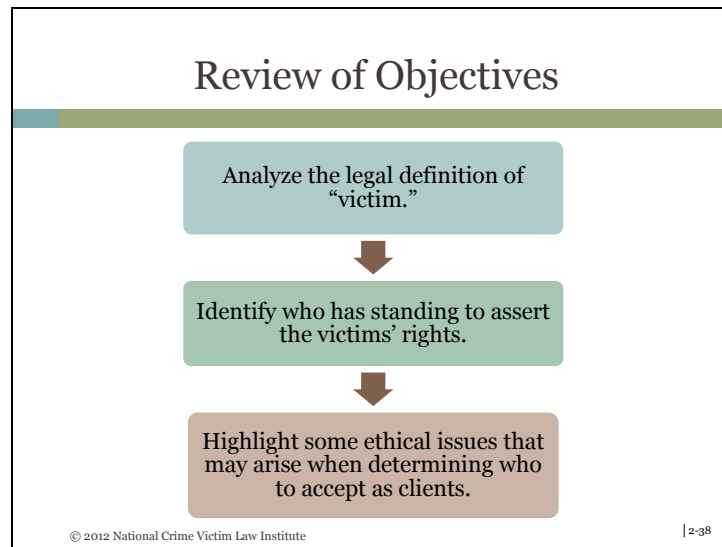 Review of Objectives
Analyze the legal definition of
“victim.”
Identify who has standing to assert
the victims’ rights.
Highlight some ethical issues that
may arise when determining who
to accept as clients.
© 2012 National Crime Victim Law Institute
|2-38